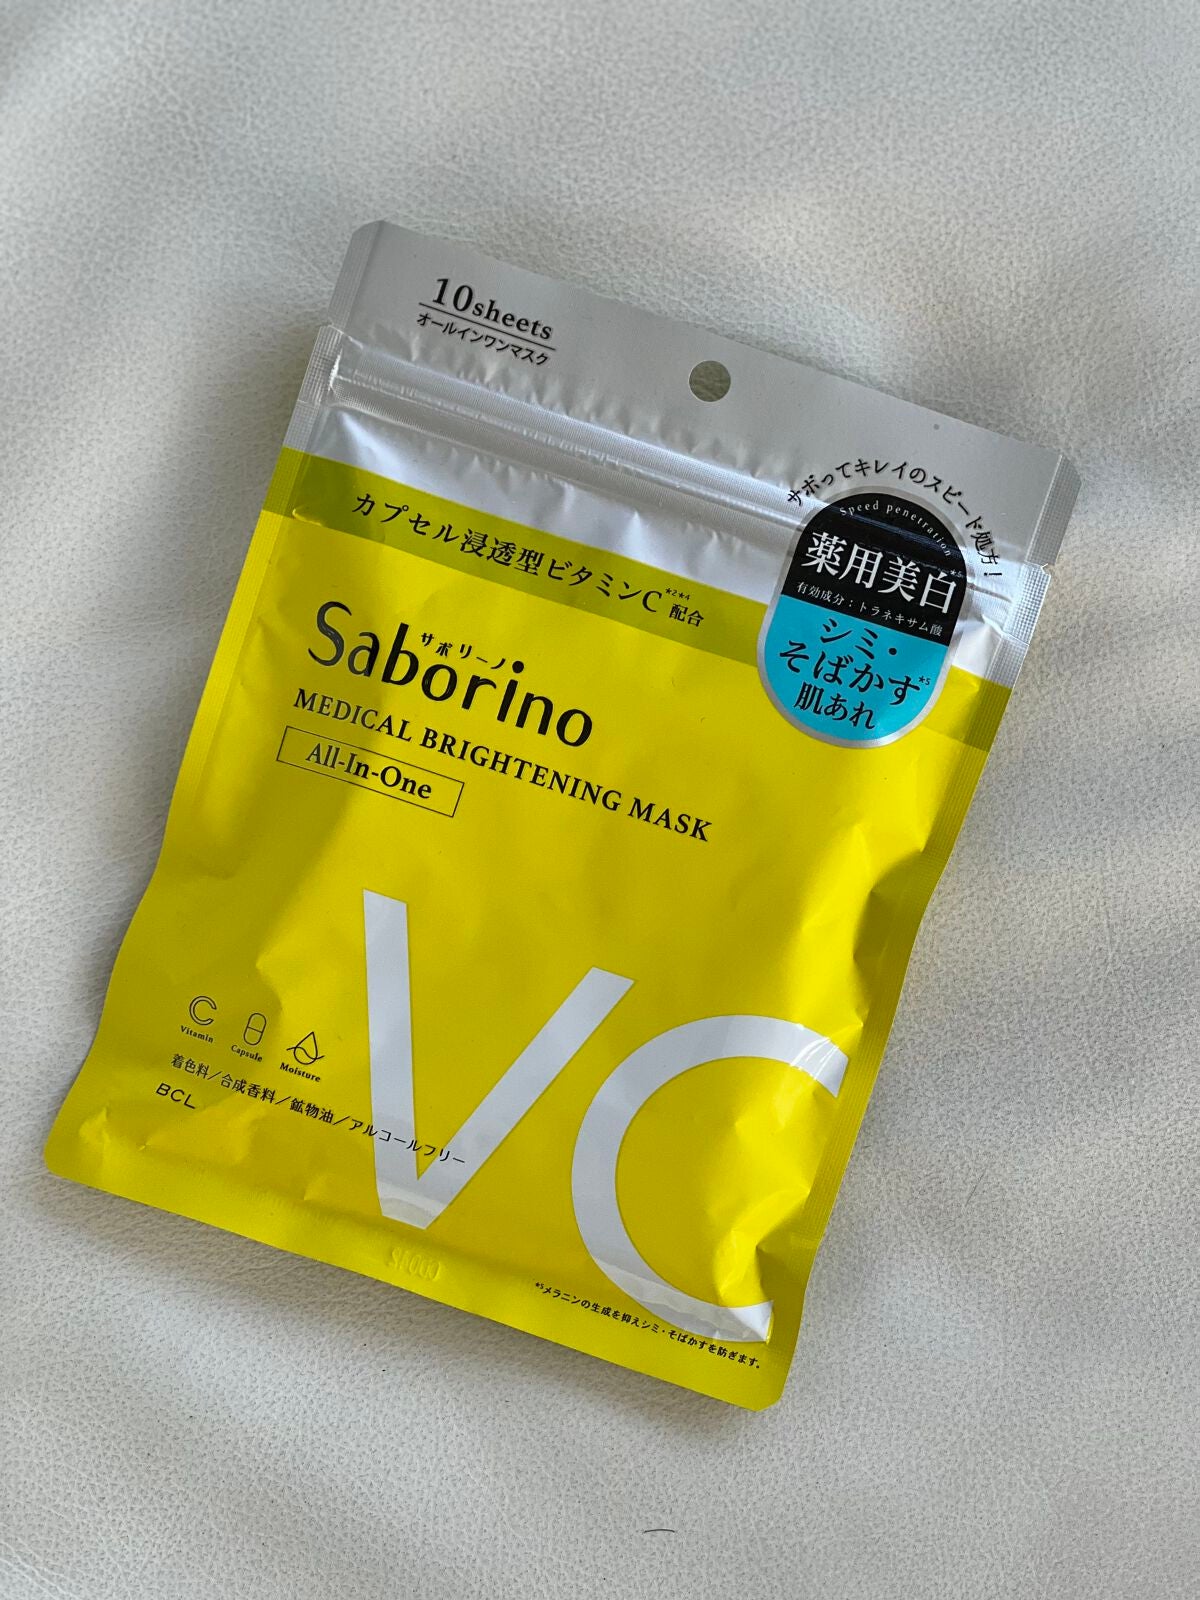 10sheets
オールインワンマスク
サボってキレイのスピード処方!
Speed penetration
薬用美白*5
有効成分:トラネキサム酸
シミ・
そばかす*5
肌あれ
カプセル浸透型ビタミンC*2*4配合
サボリーノ
Saborino
MEDICAL BRIGHTENING MASK
All-In-One
VC
Vitamin
Capsule
Moisture
着色料/合成香料/鉱物油/アルコールフリー
BCL
*5メラニンの生成を抑えシミ・そばかすを防ぎます。